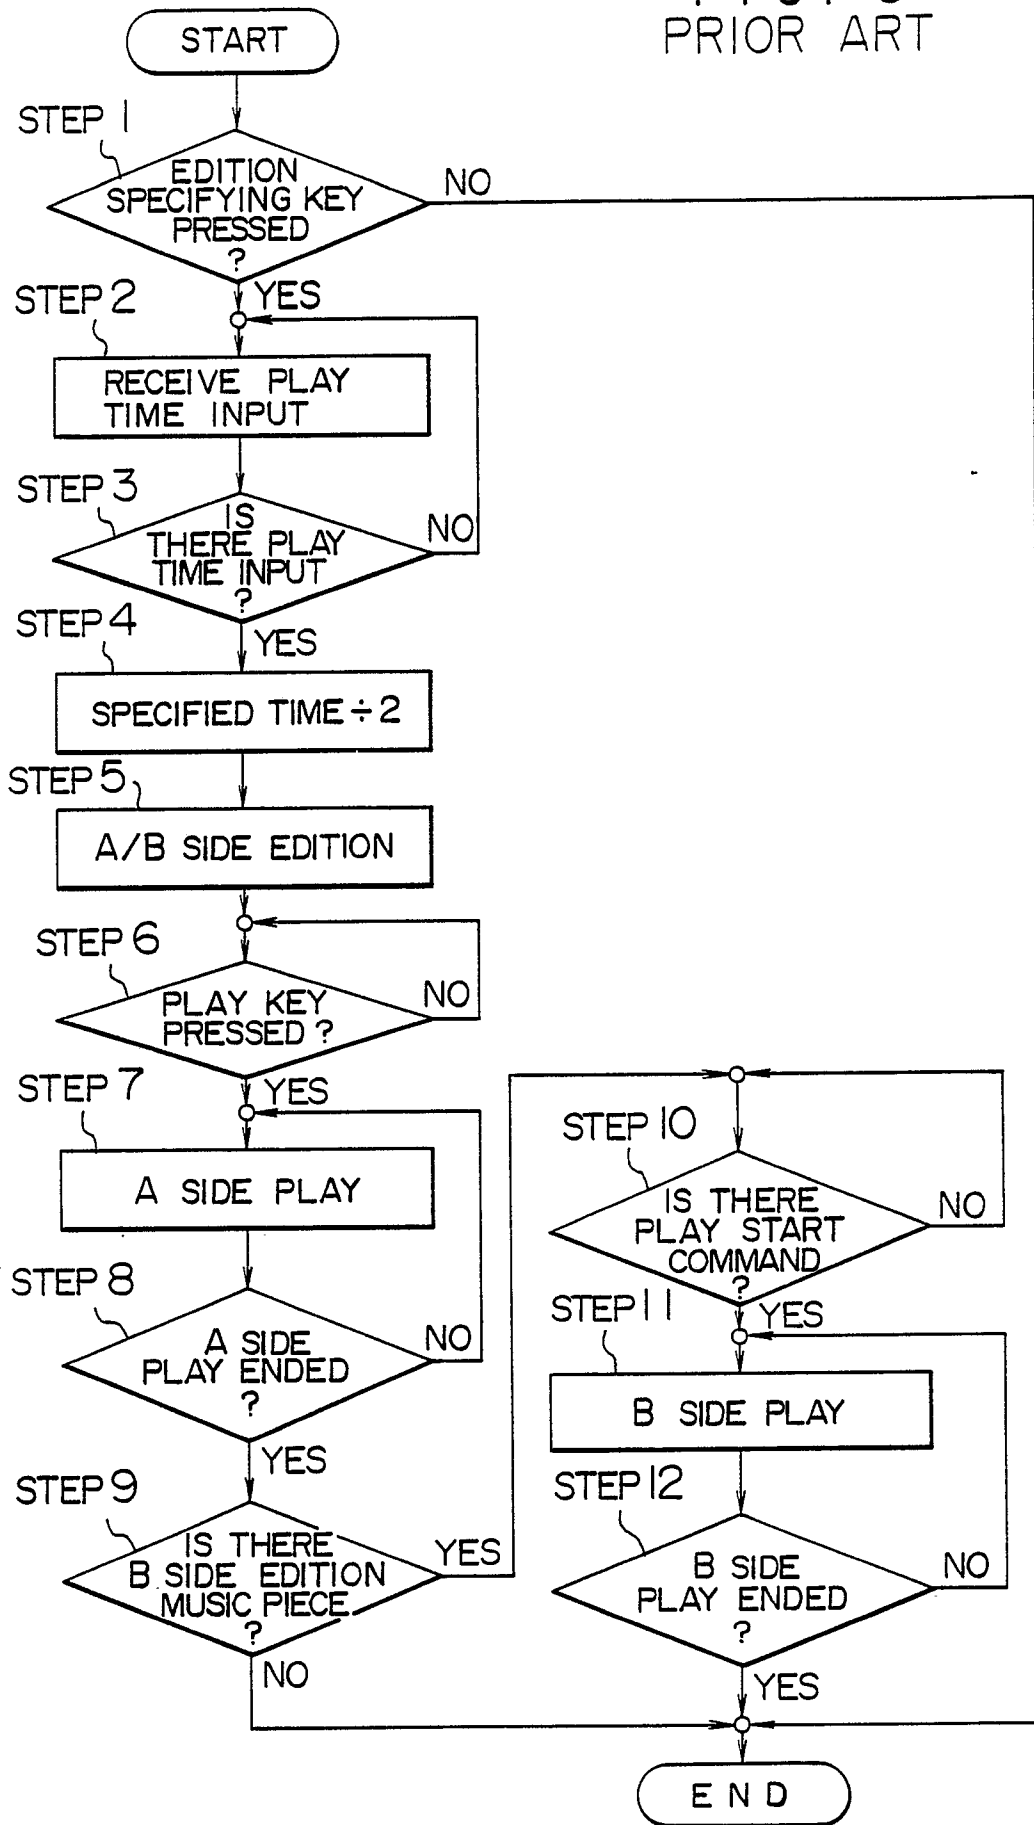 PRIOR ART
START
STEP 1
EDITION
SPECIFYING KEY
PRESSED
?
NO
YES
STEP 2
RECEIVE PLAY
TIME INPUT
STEP 3
IS
THERE PLAY
TIME INPUT
?
NO
YES
STEP 4
SPECIFIED TIME÷2
STEP 5
A/B SIDE EDITION
STEP 6
PLAY KEY
PRESSED?
NO
YES
STEP 7
A SIDE PLAY
STEP 8
A SIDE
PLAY ENDED
?
NO
YES
STEP 9
IS THERE
B SIDE EDITION
MUSIC PIECE
?
YES
NO
STEP 10
IS THERE
PLAY START
COMMAND
?
NO
YES
STEP 11
B SIDE PLAY
STEP 12
B SIDE
PLAY ENDED
?
NO
YES
END